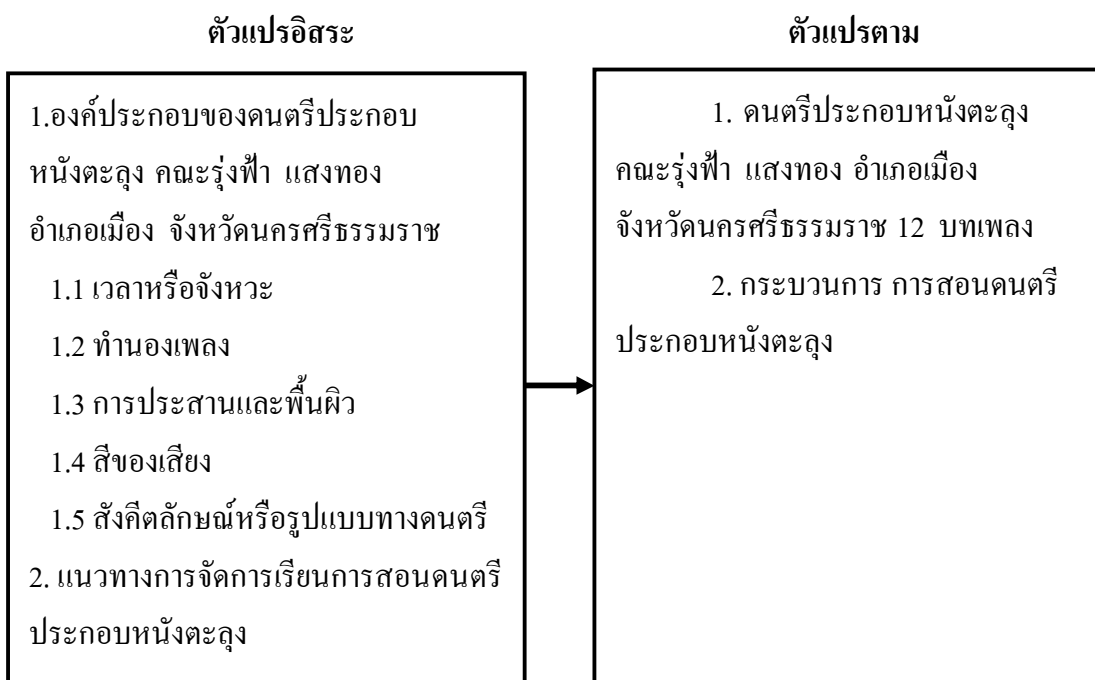 ตัวแปรอิสระ
1.องค์ประกอบของดนตรีประกอบ
หนังตะลุง คณะรุ่งฟ้า แสงทอง
อำเภอเมือง จังหวัดนครศรีธรรมราช
1.1 เวลาหรือจังหวะ
1.2 ทำนองเพลง
1.3 การประสานและพื้นผิว
1.4 สีของเสียง
1.5 สังคีตลักษณ์หรือรูปแบบทางดนตรี
2. แนวทางการจัดการเรียนการสอนดนตรี
ประกอบหนังตะลุง
ตัวแปรตาม
1. ดนตรีประกอบหนังตะลุง
คณะรุ่งฟ้า แสงทอง อำเภอเมือง
จังหวัดนครศรีธรรมราช 12 บทเพลง
2. กระบวนการ การสอนดนตรี
ประกอบหนังตะลุง